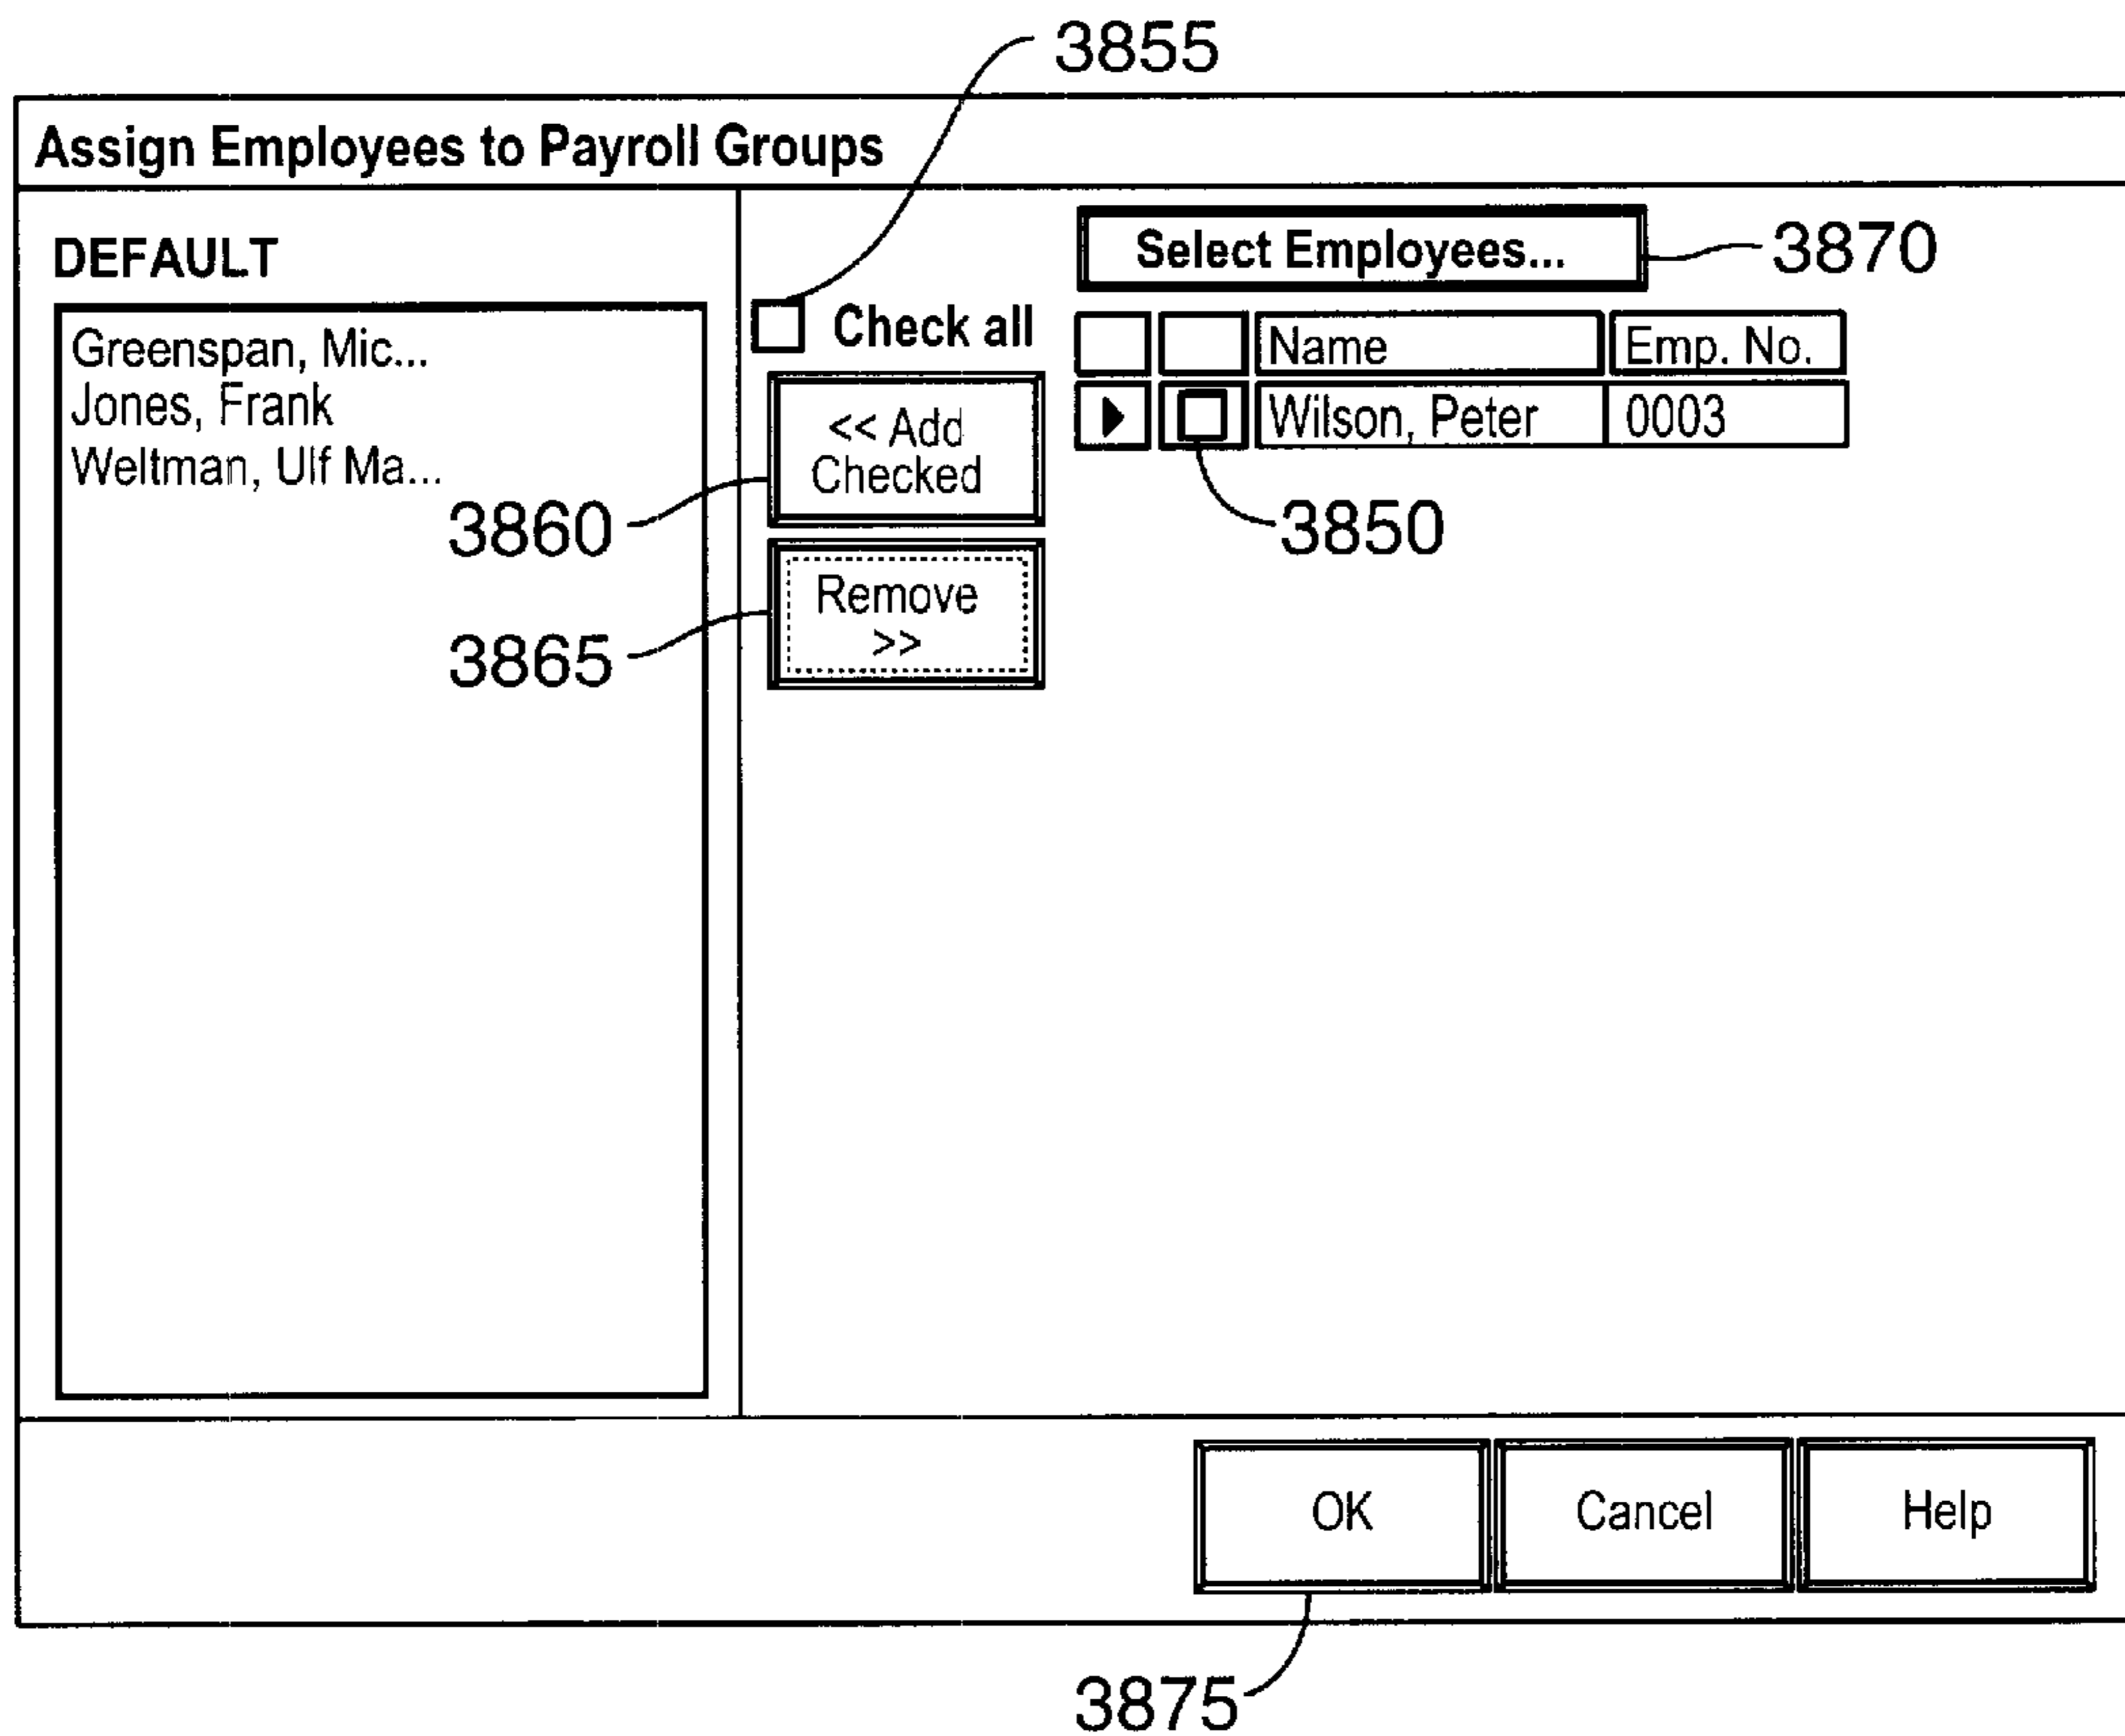 3855
Assign Employees to Payroll Groups
DEFAULT
Greenspan, Mic...
Jones, Frank
Weltman, Ulf Ma...
Check all
<< Add
Checked
3860
Remove
>>
3865
Select Employees...
3870
Name Emp. No.
Wilson, Peter 0003
3850
OK Cancel Help
3875